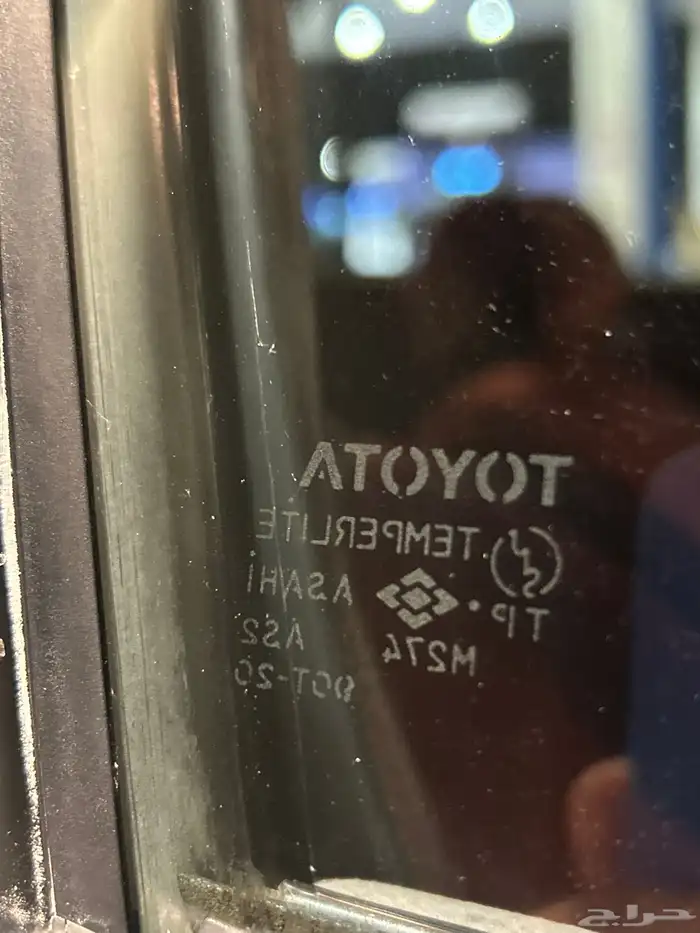 TOYOTA
TEMPERLITE
TP. ASAHI
M274 AS2
DOT-20
حراج